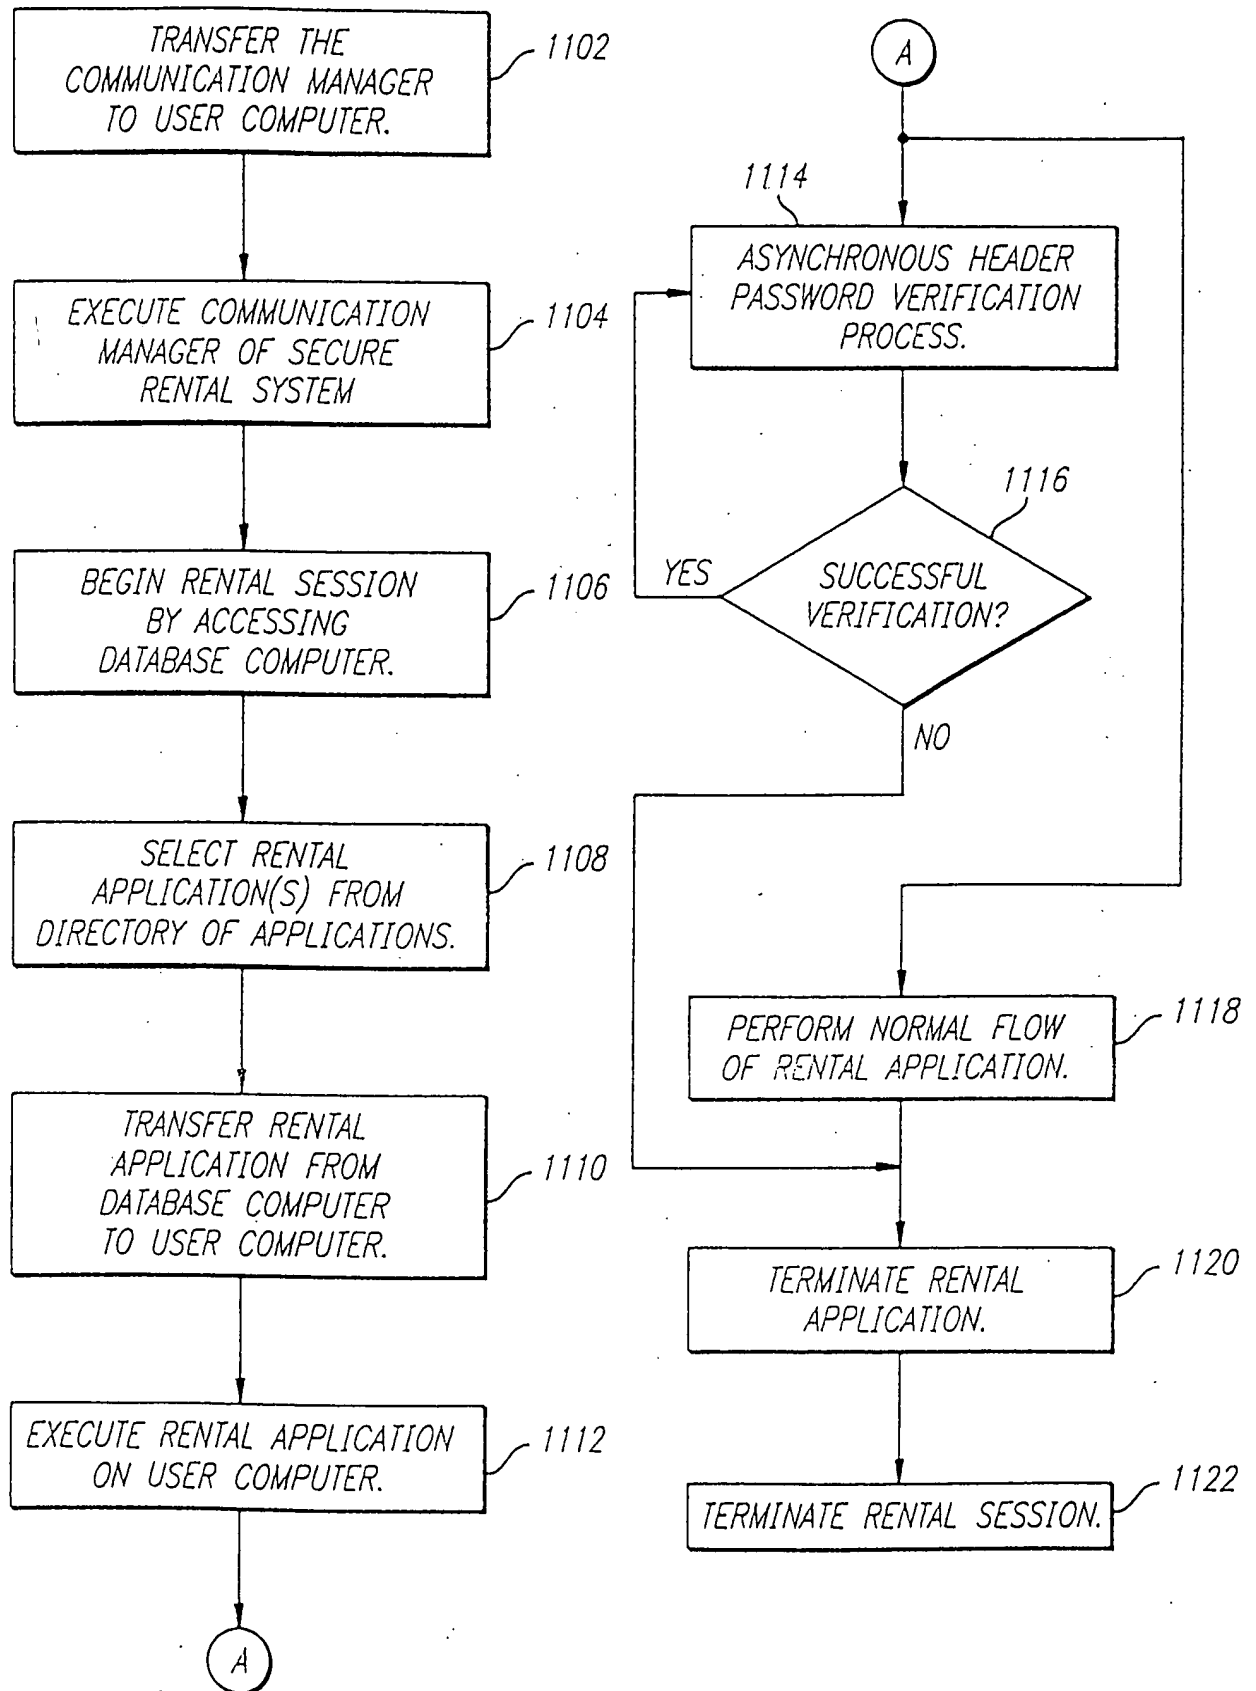 TRANSFER THE
COMMUNICATION MANAGER
TO USER COMPUTER.
1102
EXECUTE COMMUNICATION
MANAGER OF SECURE
RENTAL SYSTEM
1104
BEGIN RENTAL SESSION
BY ACCESSING
DATABASE COMPUTER.
1106
SELECT RENTAL
APPLICATION(S) FROM
DIRECTORY OF APPLICATIONS.
1108
TRANSFER RENTAL
APPLICATION FROM
DATABASE COMPUTER
TO USER COMPUTER.
1110
EXECUTE RENTAL APPLICATION
ON USER COMPUTER.
1112
A
A
1114
ASYNCHRONOUS HEADER
PASSWORD VERIFICATION
PROCESS.
1116
YES
SUCCESSFUL
VERIFICATION?
NO
PERFORM NORMAL FLOW
OF RENTAL APPLICATION.
1118
TERMINATE RENTAL
APPLICATION.
1120
TERMINATE RENTAL SESSION.
1122